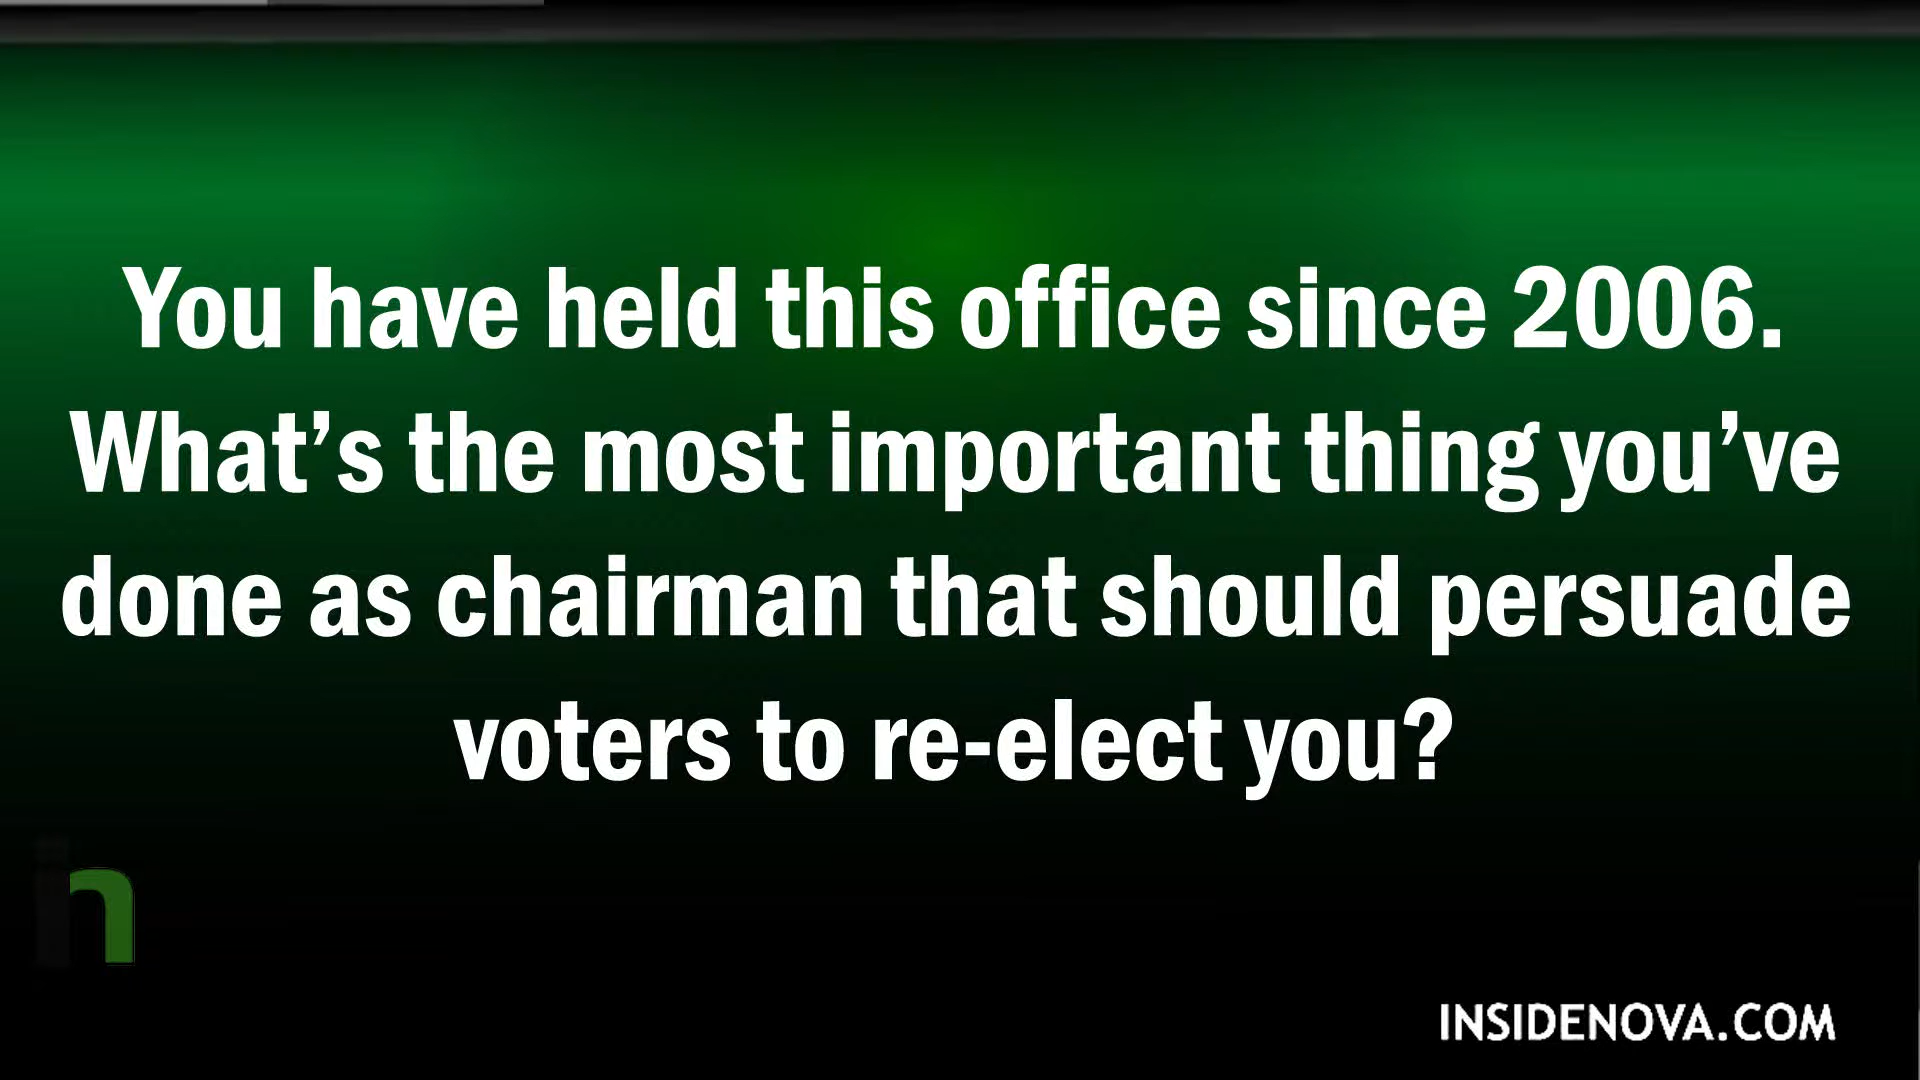 You have held this office since 2006.
What’s the most important thing you’ve
done as chairman that should persuade
voters to re-elect you?
in
INSIDENOVA.COM